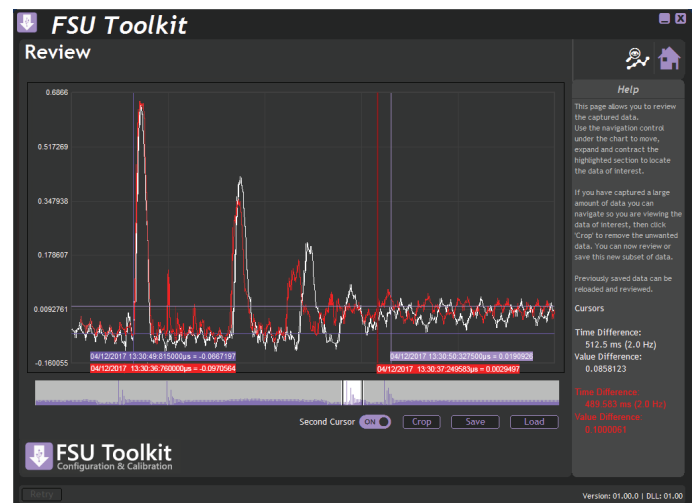 FSU Toolkit
Review
Help
This page allows you to review
the captured data.
Use the navigation control
under the chart to move,
expand and contract the
highlighted section to locate
the data of interest.
If you have captured a large
amount of data you can
navigate so you are viewing the
data of interest, then click
'Crop' to remove the unwanted
data. You can now review or
save this new subset of data.
Previously saved data can be
reloaded and reviewed.
Cursors
Time Difference:
512.5 ms (2.0 Hz)
Value Difference:
0.0858123
Time Difference:
489.583 ms (2.0 Hz)
Value Difference:
0.1000061
0.6866
0.517269
0.347938
0.178607
0.0092761
-0.160055
04/12/2017 13:30:49:815000µs = -0.0667197
04/12/2017 13:30:50:327500µs = 0.0190926
04/12/2017 13:30:36:760000µs = -0.0970564
04/12/2017 13:30:37:249583µs = 0.0029497
Second Cursor ON
Crop
Save
Load
FSU Toolkit
Configuration & Calibration
Retry
Version: 01.00.0 | DLL: 01.00